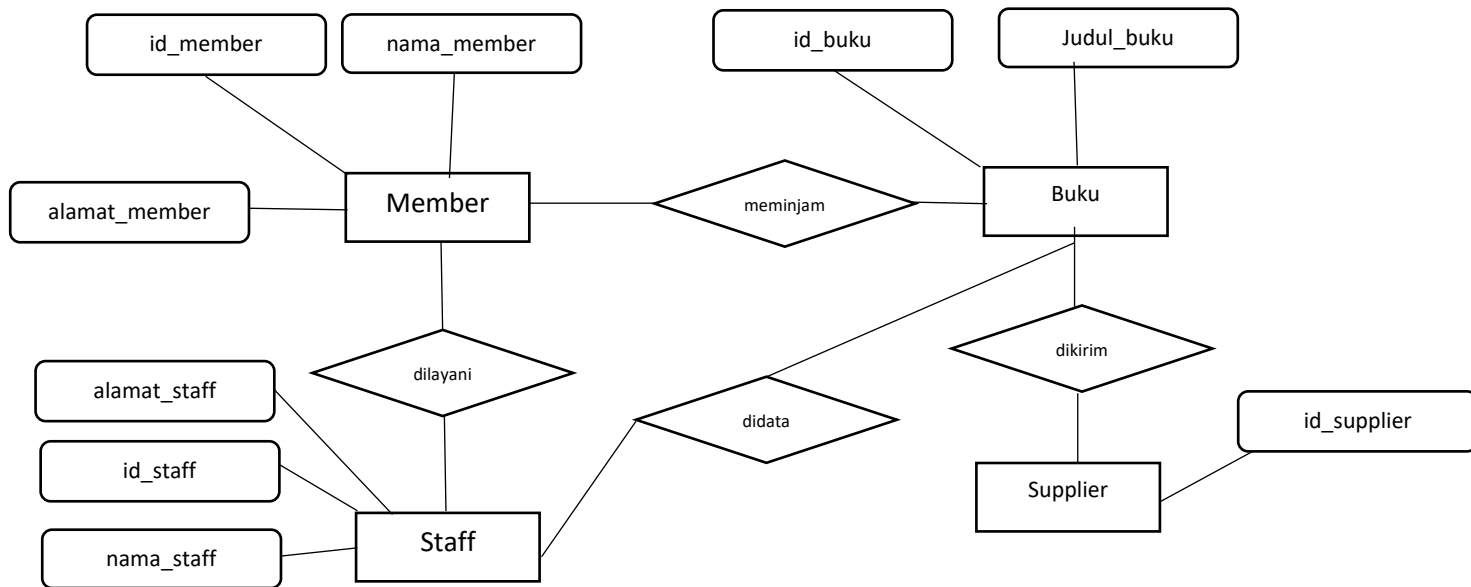 id_member
nama_member
id_buku
Judul_buku
alamat_member
Member
meminjam
Buku
dilayani
dikirim
alamat_staff
didata
id_supplier
id_staff
Supplier
nama_staff
Staff